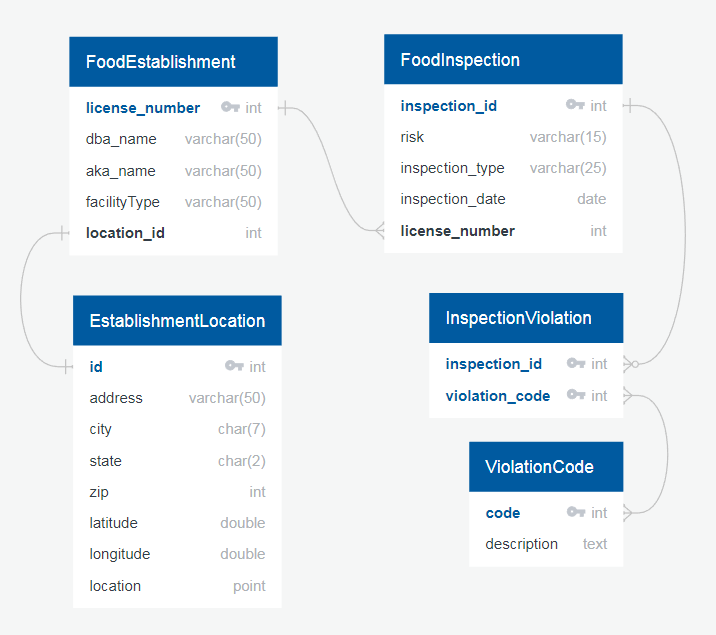 FoodEstablishment
license_number int
dba_name varchar(50)
aka_name varchar(50)
facilityType varchar(50)
location_id int
EstablishmentLocation
id int
address varchar(50)
city char(7)
state char(2)
zip int
latitude double
longitude double
location point
FoodInspection
inspection_id int
risk varchar(15)
inspection_type varchar(25)
inspection_date date
license_number int
InspectionViolation
inspection_id int
violation_code int
ViolationCode
code int
description text